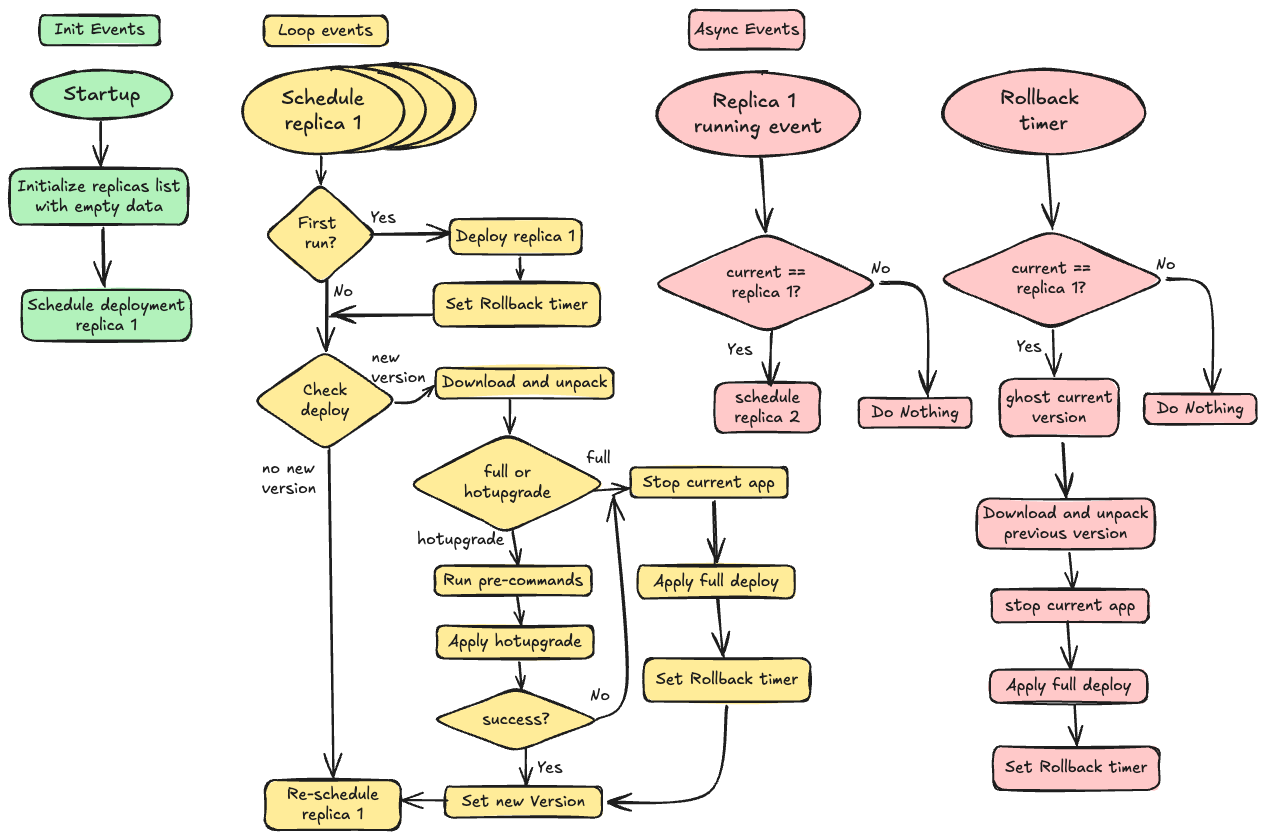 Init Events
Startup
Initialize replicas list
with empty data
Schedule deployment
replica 1
Loop events
Schedule
replica 1
First
run?
Yes
Deploy replica 1
Set Rollback timer
No
Check
deploy
new
version
Download and unpack
no new
version
full or
hotupgrade
full
Stop current app
hotupgrade
Run pre-commands
Apply full deploy
Apply hotupgrade
Set Rollback timer
success?
No
Yes
Set new Version
Re-schedule
replica 1
Async Events
Replica 1
running event
current ==
replica 1?
No
Yes
schedule
replica 2
Do Nothing
Rollback
timer
current ==
replica 1?
No
Yes
ghost current
version
Do Nothing
Download and unpack
previous version
stop current app
Apply full deploy
Set Rollback timer